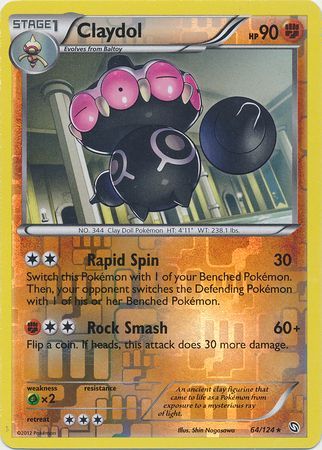 STAGE1
Claydol
HP 90
Evolves from Baltoy
NO. 344 Clay Doll Pokémon HT: 4'11" WT: 238.1 lbs.
Rapid Spin 30
Switch this Pokémon with 1 of your Benched Pokémon.
Then, your opponent switches the Defending Pokémon
with 1 of his or her Benched Pokémon.
Rock Smash 60+
Flip a coin. If heads, this attack does 30 more damage.
weakness resistance
×2
retreat
An ancient clay figurine that
came to life as a Pokémon from
exposure to a mysterious ray
of light.
©2012 Pokémon
Illus. Shin Nagasawa
64/124 ★